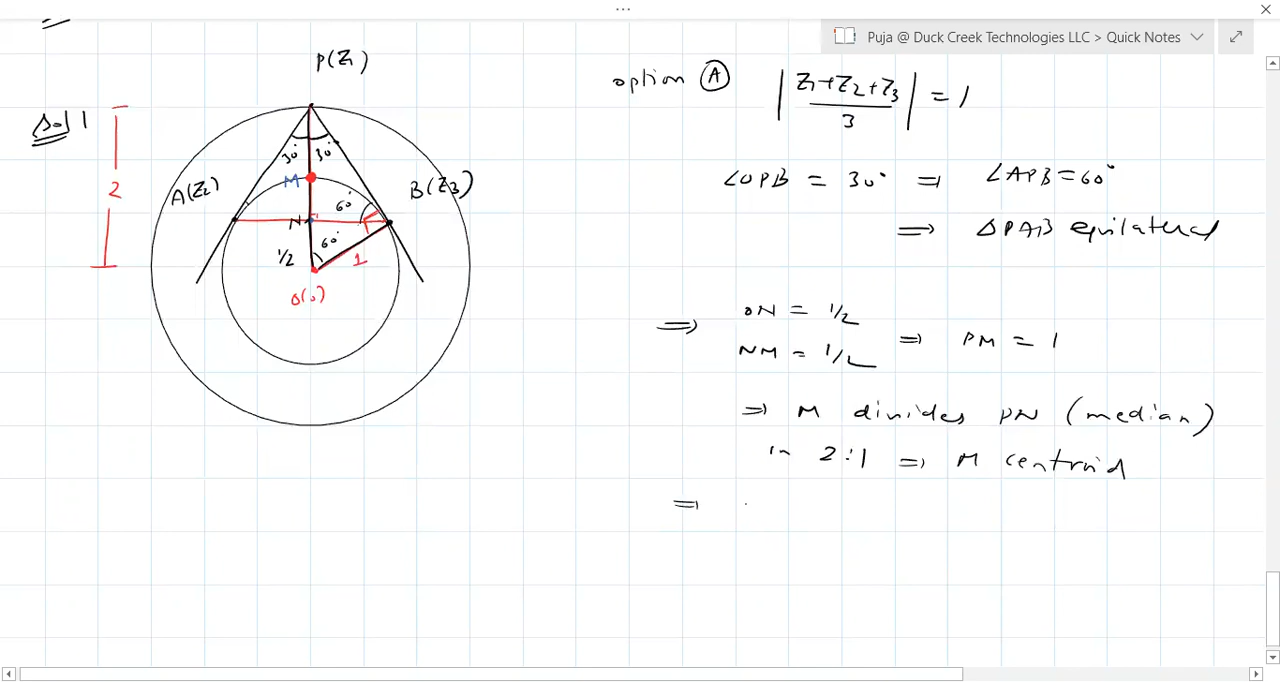 ...
Puja @ Duck Creek Technologies LLC > Quick Notes
Sol 1
P(Z1)
2
30° 30°
A(Z2)
M
B(Z3)
60°
N
60°
1/2
1
O(0)
option A |Z1+Z2+Z3/3| = 1
∠OPB = 30° ⇒ ∠APB = 60°
⇒ ΔPAB equilateral
⇒ ON = 1/2
NM = 1/2 ⇒ PM = 1
⇒ M divides PN (median)
in 2:1 ⇒ M centroid
⇒